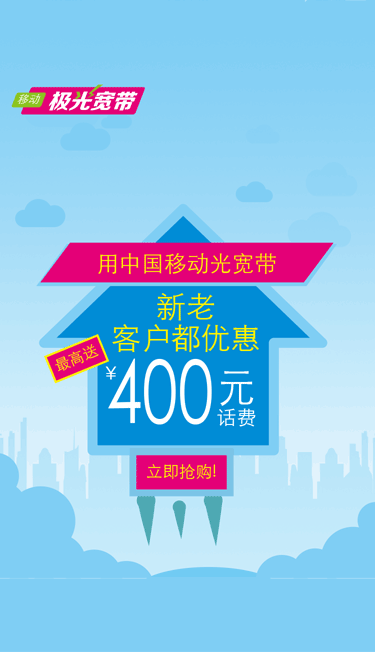 移动 极光宽带
用中国移动光宽带
新老
客户都优惠
最高送
¥400元
话费
立即抢购!